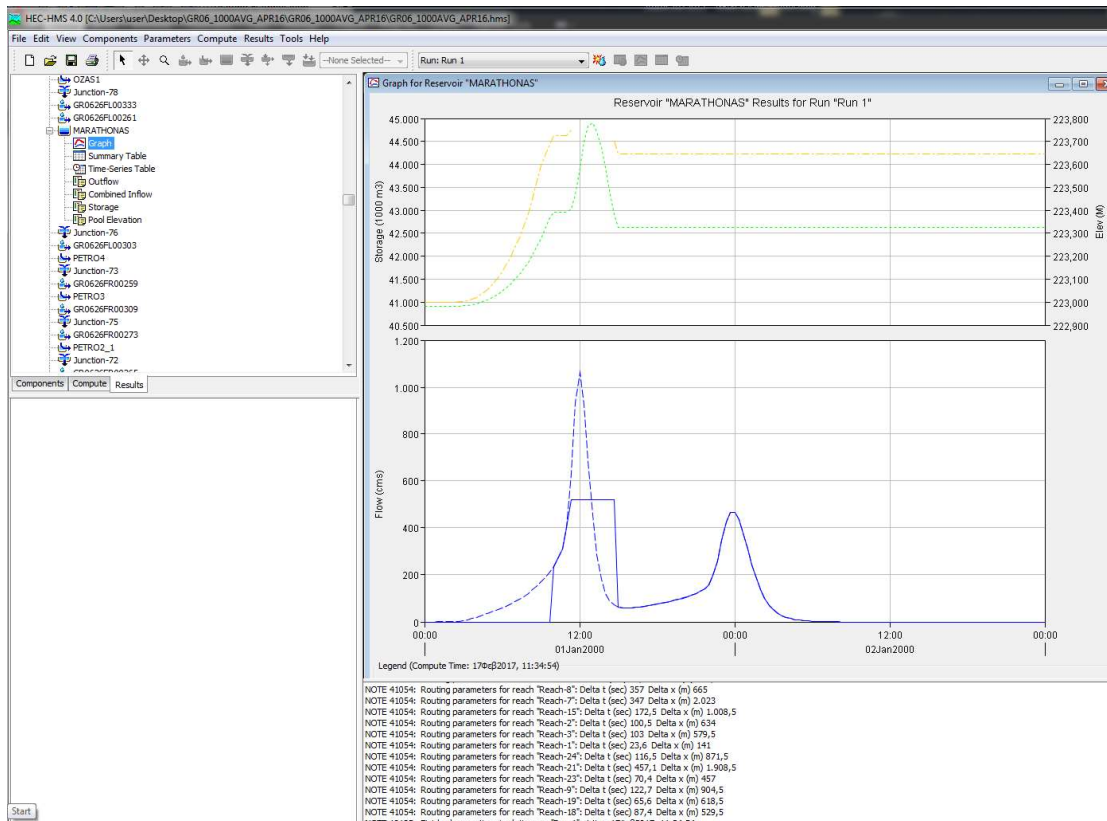 HEC-HMS 4.0 [C:\Users\user\Desktop\GR06_1000AVG_APR16\GR06_1000AVG_APR16\GR06_1000AVG_APR16.hms]
File Edit View Components Parameters Compute Results Tools Help
--None Selected--
Run: Run 1
OZAS1
Junction-78
GR0626FL00333
GR0626FL00261
MARATHONAS
Graph
Summary Table
Time-Series Table
Outflow
Combined Inflow
Storage
Pool Elevation
Junction-76
GR0626FL00303
PETRO4
Junction-73
GR0626FR00259
PETRO3
GR0626FR00309
Junction-75
GR0626FR00273
PETRO2_1
Junction-72
Components Compute Results
Graph for Reservoir "MARATHONAS"
Reservoir "MARATHONAS" Results for Run "Run 1"
Storage (1000 m3)
45.000
44.500
44.000
43.500
43.000
42.500
42.000
41.500
41.000
40.500
223,800
223,700
223,600
223,500
223,400
223,300
223,200
223,100
223,000
222,900
Elev (M)
Flow (cms)
1.200
1.000
800
600
400
200
0
00:00 12:00 00:00 12:00 00:00
01Jan2000 02Jan2000
Legend (Compute Time: 17Φεβ2017, 11:34:54)
NOTE 41054: Routing parameters for reach "Reach-8": Delta t (sec) 357 Delta x (m) 665
NOTE 41054: Routing parameters for reach "Reach-7": Delta t (sec) 347 Delta x (m) 2.023
NOTE 41054: Routing parameters for reach "Reach-15": Delta t (sec) 172,5 Delta x (m) 1.008,5
NOTE 41054: Routing parameters for reach "Reach-2": Delta t (sec) 100,5 Delta x (m) 634
NOTE 41054: Routing parameters for reach "Reach-3": Delta t (sec) 103 Delta x (m) 579,5
NOTE 41054: Routing parameters for reach "Reach-1": Delta t (sec) 23,6 Delta x (m) 141
NOTE 41054: Routing parameters for reach "Reach-24": Delta t (sec) 116,5 Delta x (m) 871,5
NOTE 41054: Routing parameters for reach "Reach-21": Delta t (sec) 457,1 Delta x (m) 1.908,5
NOTE 41054: Routing parameters for reach "Reach-23": Delta t (sec) 70,4 Delta x (m) 457
NOTE 41054: Routing parameters for reach "Reach-9": Delta t (sec) 122,7 Delta x (m) 904,5
NOTE 41054: Routing parameters for reach "Reach-19": Delta t (sec) 65,6 Delta x (m) 618,5
NOTE 41054: Routing parameters for reach "Reach-18": Delta t (sec) 87,4 Delta x (m) 529,5
Start